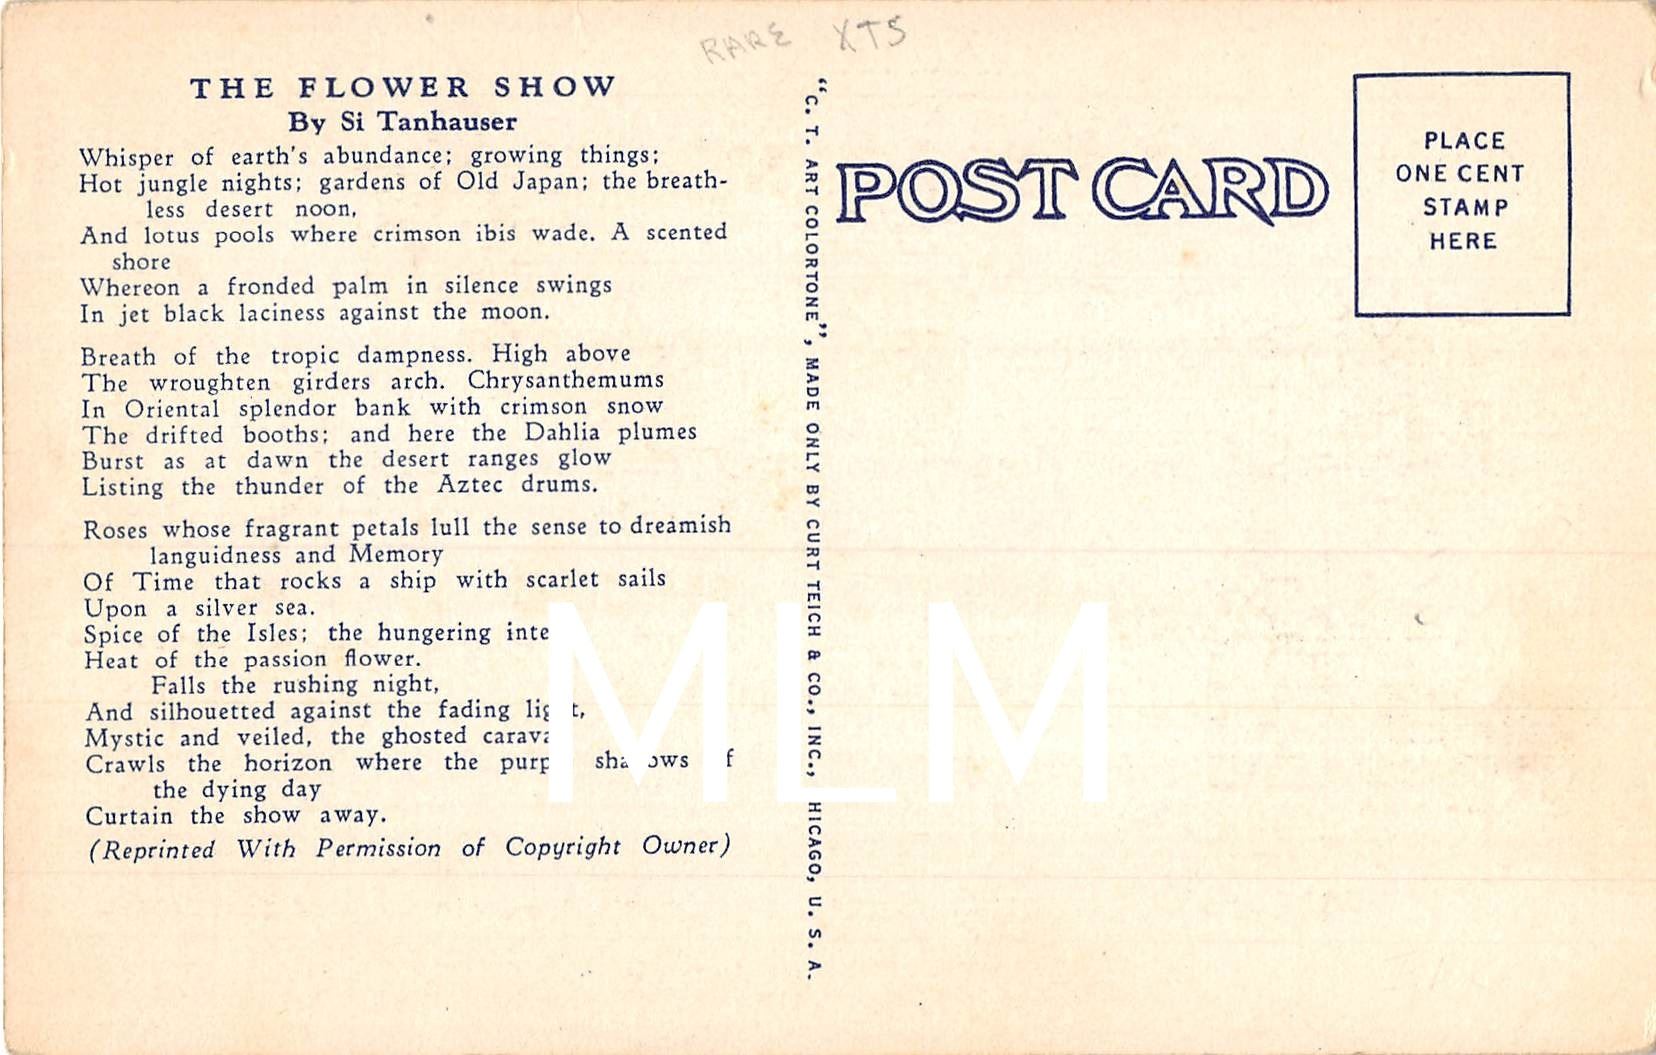 RARE XTS
THE FLOWER SHOW
By Si Tanhauser
Whisper of earth's abundance; growing things;
Hot jungle nights; gardens of Old Japan; the breath-
less desert noon,
And lotus pools where crimson ibis wade. A scented
shore
Whereon a fronded palm in silence swings
In jet black laciness against the moon.
Breath of the tropic dampness. High above
The wroughten girders arch. Chrysanthemums
In Oriental splendor bank with crimson snow
The drifted booths; and here the Dahlia plumes
Burst as at dawn the desert ranges glow
Listing the thunder of the Aztec drums.
Roses whose fragrant petals lull the sense to dreamish
languidness and Memory
Of Time that rocks a ship with scarlet sails
Upon a silver sea.
Spice of the Isles; the hungering
Heat of the passion flower.
Falls the rushing night,
And silhouetted against the fading light,
Mystic and veiled, the ghosted
Crawls the horizon where the purple shadows of
the dying day
Curtain the show away.
(Reprinted With Permission of Copyright Owner)
"C. T. ART COLORTONE", MADE ONLY BY CURT TEICH & CO., INC., CHICAGO, U. S. A.
POST CARD
PLACE
ONE CENT
STAMP
HERE
MLM